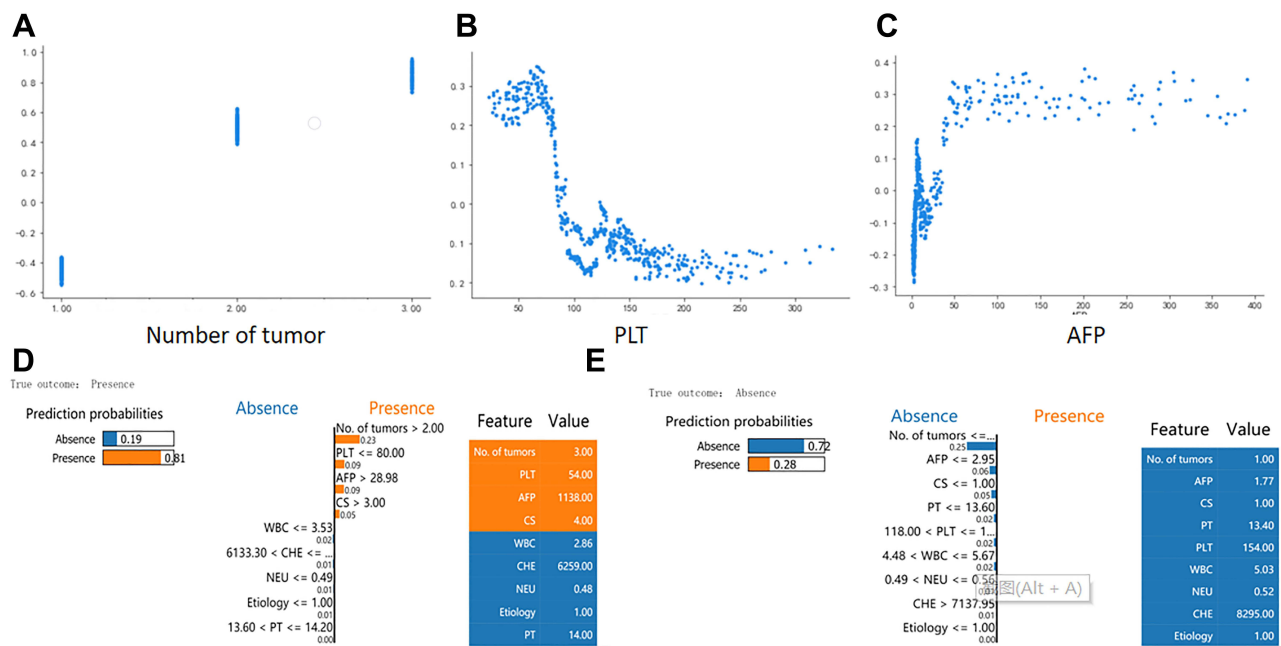 A
B
C
1. 0
0. 8
0. 6
0. 4
0. 2
0. 0
−0. 2
−0. 4
−0. 6
1.00
2.00
3.00
Number of tumor
0. 3
0. 2
0. 1
0. 0
0. 1
0. 2
50
100
150
200
250
300
PLT
0. 4
0. 3
0. 2
0. 1
0. 0
−0. 1
−0. 2
−0. 3
0
50
100
150
200
250
300
350
400
AFP
D
True outcome: Presence
Prediction probabilities
Absence 0.19
Presence 0.81
Absence Presence
No. of tumors > 2.00
0.23
PLT <= 80.00
0.09
AFP > 28.98
0.09
CS > 3.00
0.05
WBC <= 3.53
0.02
6133.30 < CHE <= ...
0.01
NEU <= 0.49
0.01
Etiology <= 1.00
0.01
13.60 < PT <= 14.20
0.00
Feature Value
No. of tumors 3.00
PLT 54.00
AFP 1138.00
CS 4.00
WBC 2.86
CHE 6259.00
NEU 0.48
Etiology 1.00
PT 14.00
E
True outcome: Absence
Prediction probabilities
Absence 0.72
Presence 0.28
Absence Presence
No. of tumors <=...
0.25
AFP <= 2.95
0.06
CS <= 1.00
0.05
PT <= 13.60
0.02
118.00 < PLT <= 1...
0.02
4.48 < WBC <= 5.67
0.02
0.49 < NEU <= 0.56
图(Alt + A)
CHE > 7137.95
0.01
Etiology <= 1.00
0.00
Feature Value
No. of tumors 1.00
AFP 1.77
CS 1.00
PT 13.40
PLT 154.00
WBC 5.03
NEU 0.52
CHE 8295.00
Etiology 1.00